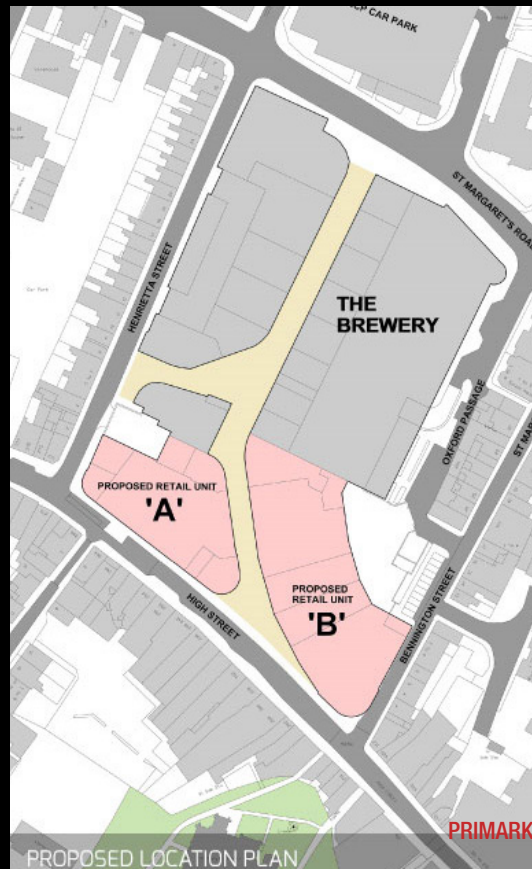 NCP CAR PARK
ST MARGARET'S ROAD
HENRIETTA STREET
THE
BREWERY
OXFORD PASSAGE
PROPOSED RETAIL UNIT
'A'
PROPOSED
RETAIL UNIT
'B'
HIGH STREET
BENNINGTON STREET
PRIMARK
PROPOSED LOCATION PLAN